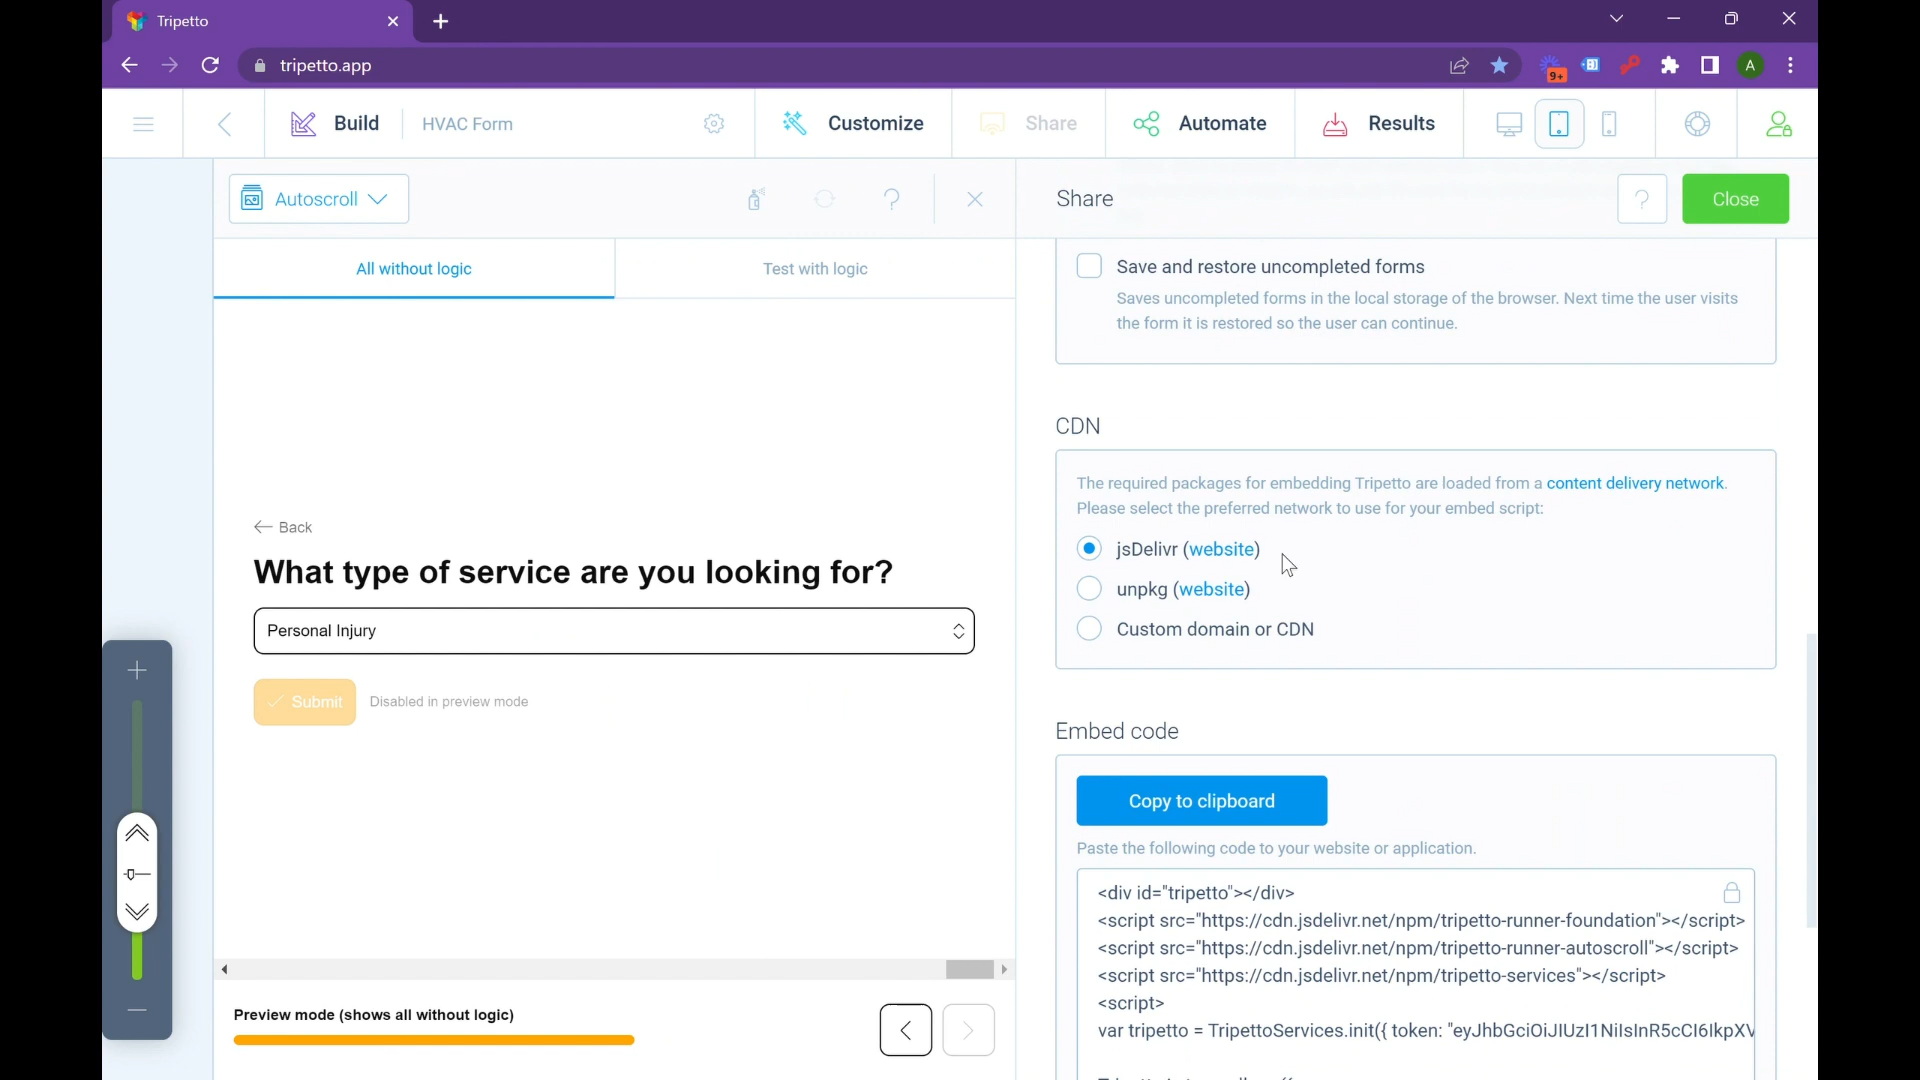 Tripetto
tripetto.app
9+
A
Build
HVAC Form
Customize
Share
Automate
Results
Autoscroll
?
Share
?
Close
All without logic
Test with logic
Save and restore uncompleted forms
Saves uncompleted forms in the local storage of the browser. Next time the user visits
the form it is restored so the user can continue.
CDN
The required packages for embedding Tripetto are loaded from a content delivery network.
Please select the preferred network to use for your embed script:
jsDelivr (website)
unpkg (website)
Custom domain or CDN
Back
What type of service are you looking for?
Personal Injury
Submit
Disabled in preview mode
Embed code
Copy to clipboard
Paste the following code to your website or application.
<div id="tripetto"></div>
<script src="https://cdn.jsdelivr.net/npm/tripetto-runner-foundation"></script>
<script src="https://cdn.jsdelivr.net/npm/tripetto-runner-autoscroll"></script>
<script src="https://cdn.jsdelivr.net/npm/tripetto-services"></script>
<script>
var tripetto = TripettoServices.init({ token:
Preview mode (shows all without logic)